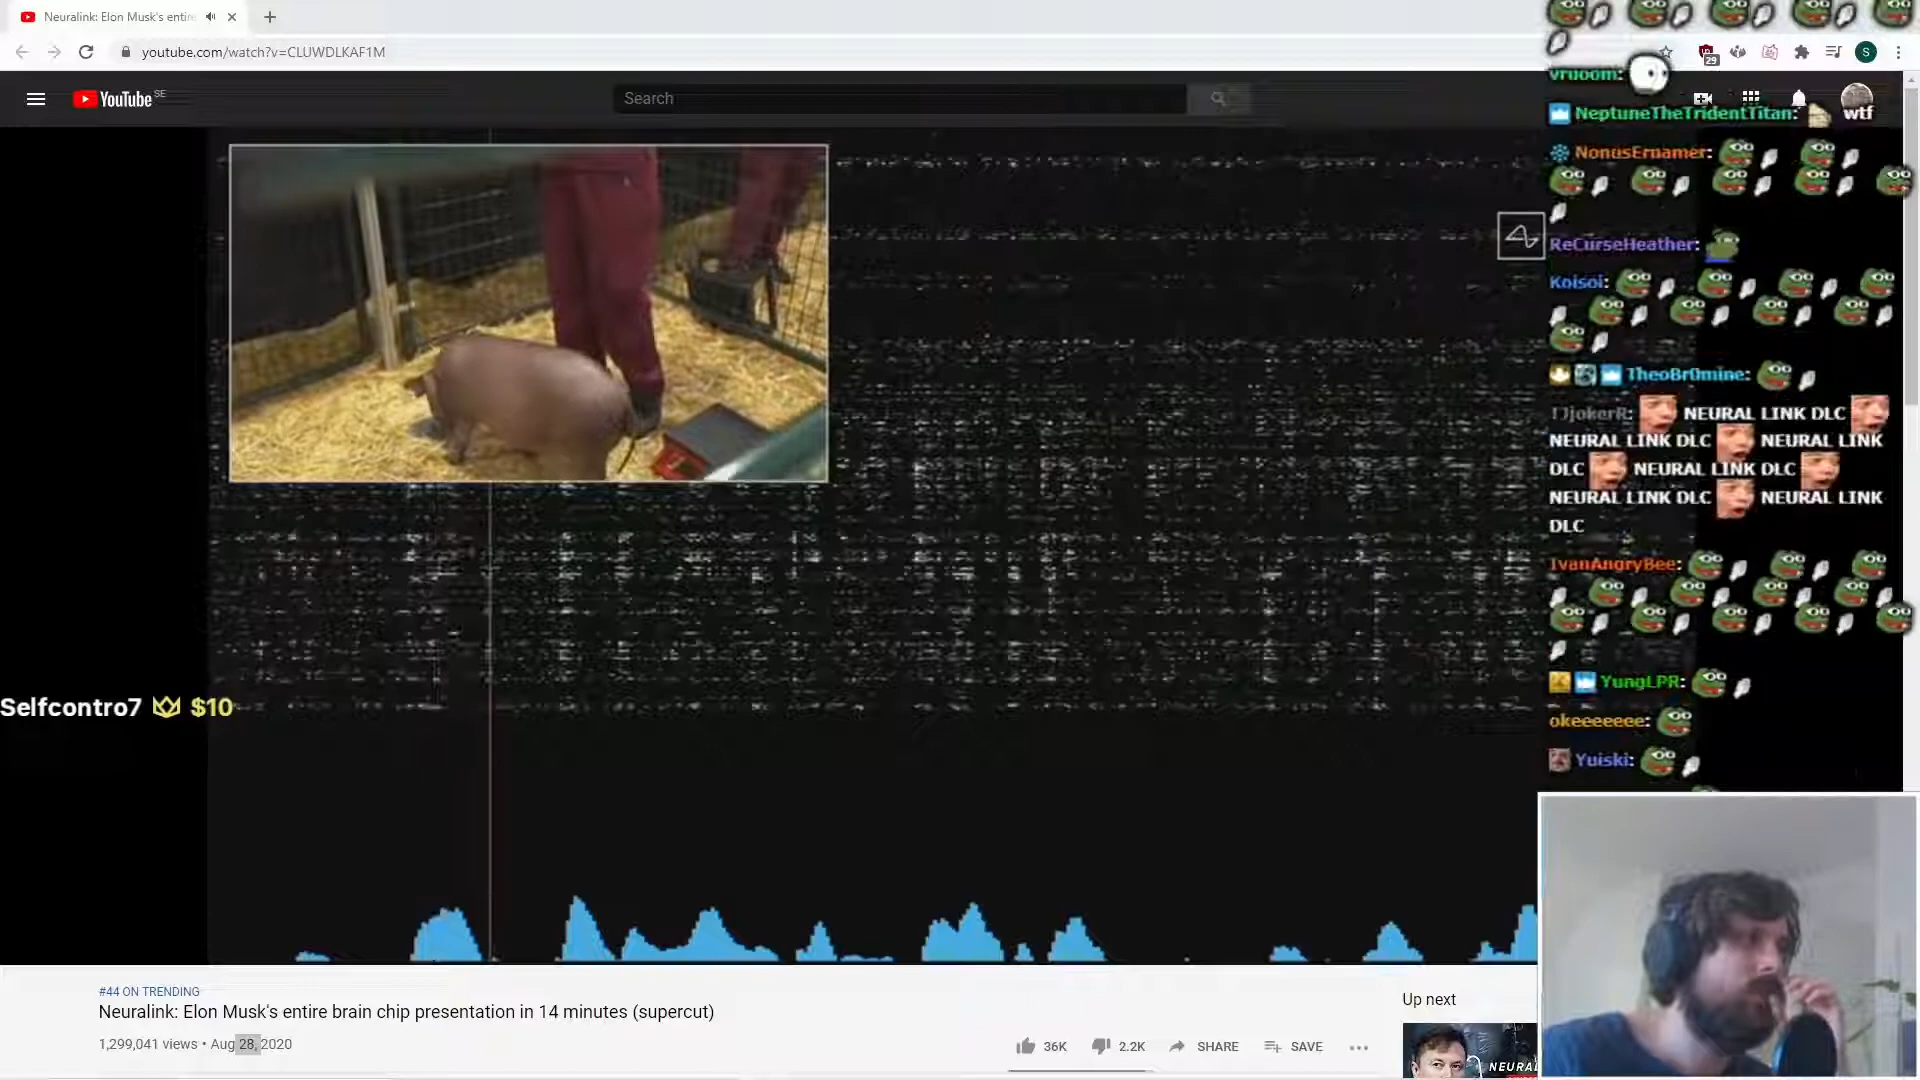 Neuralink: Elon Musk's entire
youtube.com/watch?v=CLUWDLKAF1M
S
29
YouTube SE
Search
vruoom:
NeptuneTheTridentTitan: wtf
NonusErnamer:
ReCurseHeather:
Koisoi:
TheoBr0mine:
NEURAL LINK DLC
NEURAL LINK DLC NEURAL LINK
DLC NEURAL LINK DLC
NEURAL LINK DLC NEURAL LINK
DLC
IvanAngryBee:
YungLPR:
okeeeeeee:
Yuiski:
Selfcontro7 $10
#44 ON TRENDING
Neuralink: Elon Musk's entire brain chip presentation in 14 minutes (supercut)
1,299,041 views • Aug 28, 2020
36K 2.2K SHARE SAVE
Up next